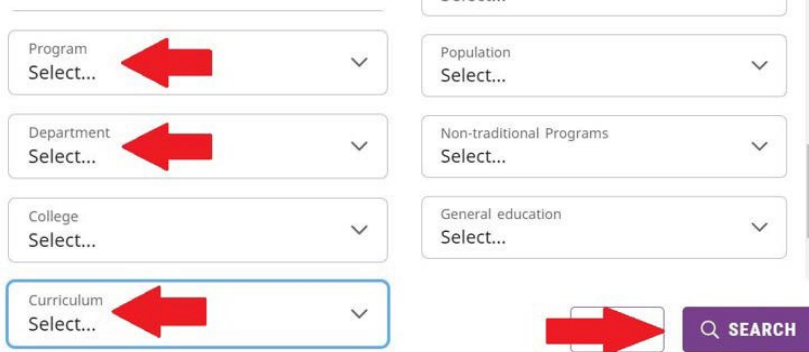 Program
Select...
Department
Select...
College
Select...
Curriculum
Select...
Population
Select...
Non-traditional Programs
Select...
General education
Select...
SEARCH